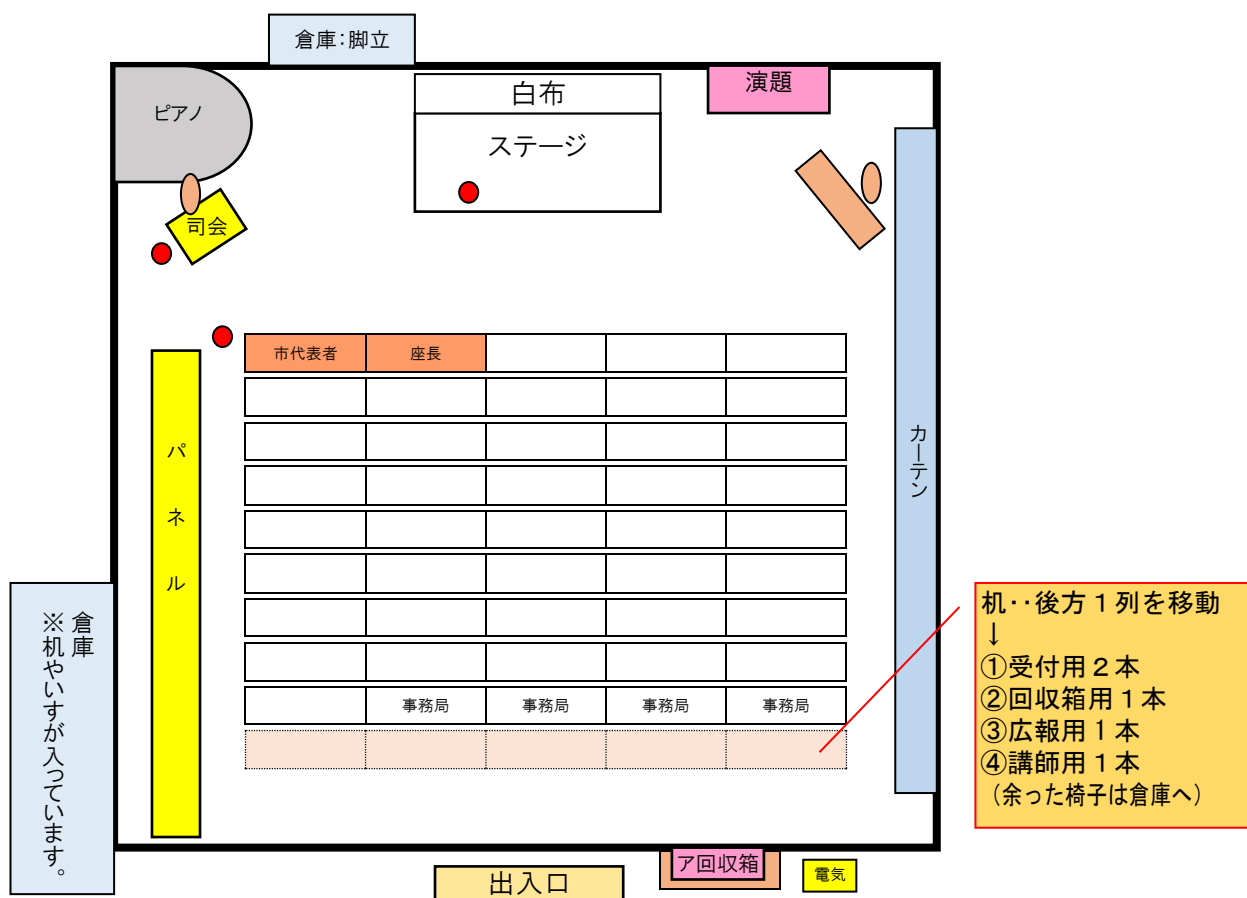 倉庫:脚立
ピアノ
白布
ステージ
演題
司会
市代表者
座長
パネル
カーテン
倉庫
※机やいすが入っています。
事務局
事務局
事務局
事務局
机‥後方１列を移動
↓
①受付用２本
②回収箱用１本
③広報用１本
④講師用１本
（余った椅子は倉庫へ）
出入口
ア回収箱
電気